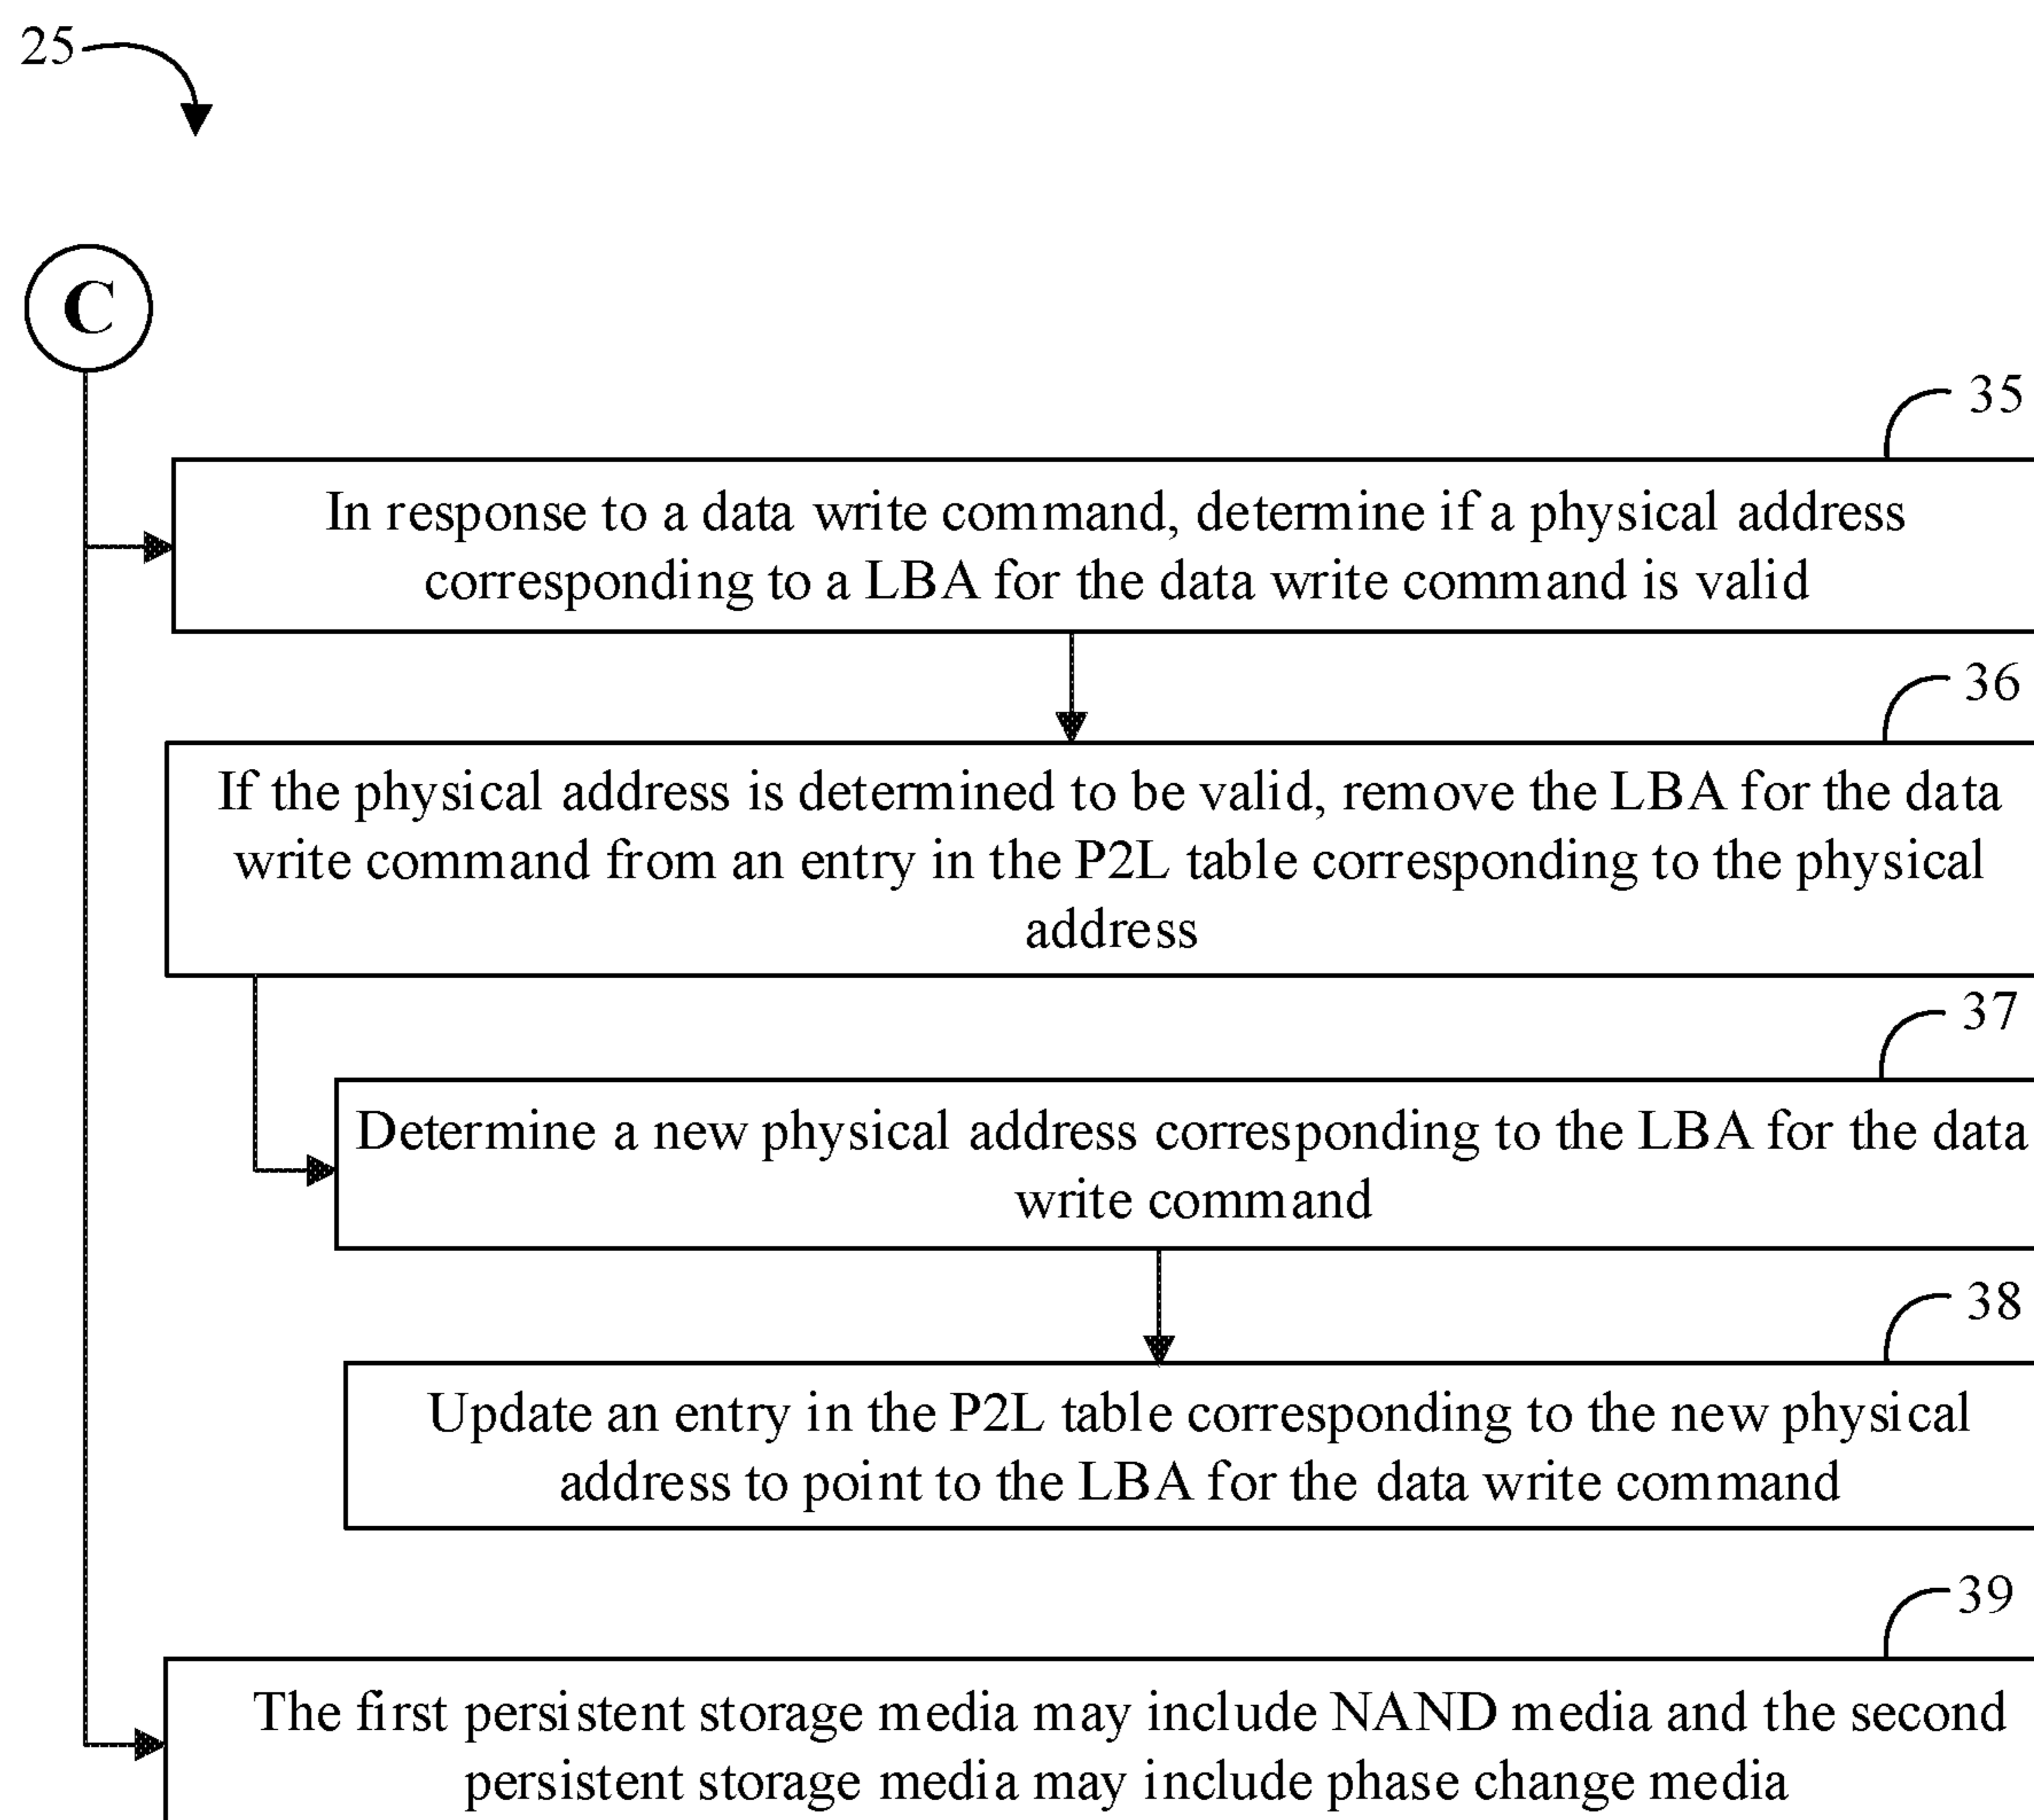 25
C
35
In response to a data write command, determine if a physical address
corresponding to a LBA for the data write command is valid
36
If the physical address is determined to be valid, remove the LBA for the data
write command from an entry in the P2L table corresponding to the physical
address
37
Determine a new physical address corresponding to the LBA for the data
write command
38
Update an entry in the P2L table corresponding to the new physical
address to point to the LBA for the data write command
39
The first persistent storage media may include NAND media and the second
persistent storage media may include phase change media